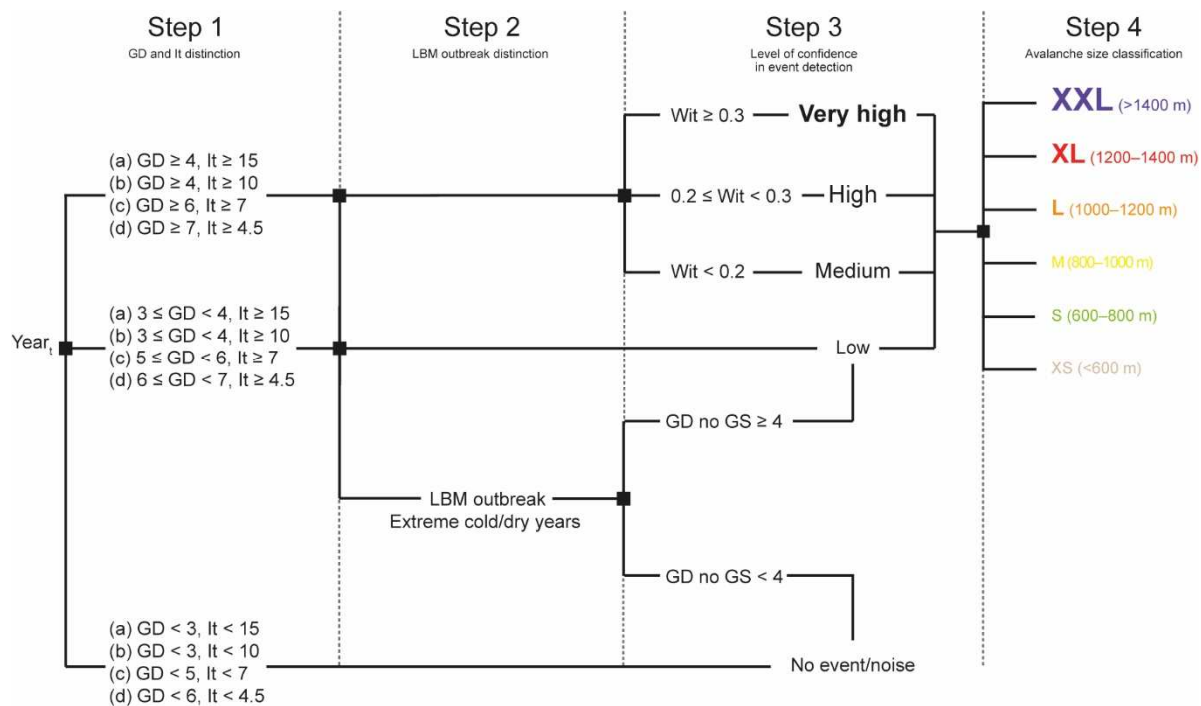 Step 1
GD and It distinction
Step 2
LBM outbreak distinction
Step 3
Level of confidence
in event detection
Step 4
Avalanche size classification
(a) GD ≥ 4, It ≥ 15
(b) GD ≥ 4, It ≥ 10
(c) GD ≥ 6, It ≥ 7
(d) GD ≥ 7, It ≥ 4.5
Year_t
(a) 3 ≤ GD < 4, It ≥ 15
(b) 3 ≤ GD < 4, It ≥ 10
(c) 5 ≤ GD < 6, It ≥ 7
(d) 6 ≤ GD < 7, It ≥ 4.5
(a) GD < 3, It < 15
(b) GD < 3, It < 10
(c) GD < 5, It < 7
(d) GD < 6, It < 4.5
LBM outbreak
Extreme cold/dry years
Wit ≥ 0.3
Very high
0.2 ≤ Wit < 0.3
High
Wit < 0.2
Medium
Low
GD no GS ≥ 4
GD no GS < 4
No event/noise
XXL (>1400 m)
XL (1200–1400 m)
L (1000–1200 m)
M (800–1000 m)
S (600–800 m)
XS (<600 m)